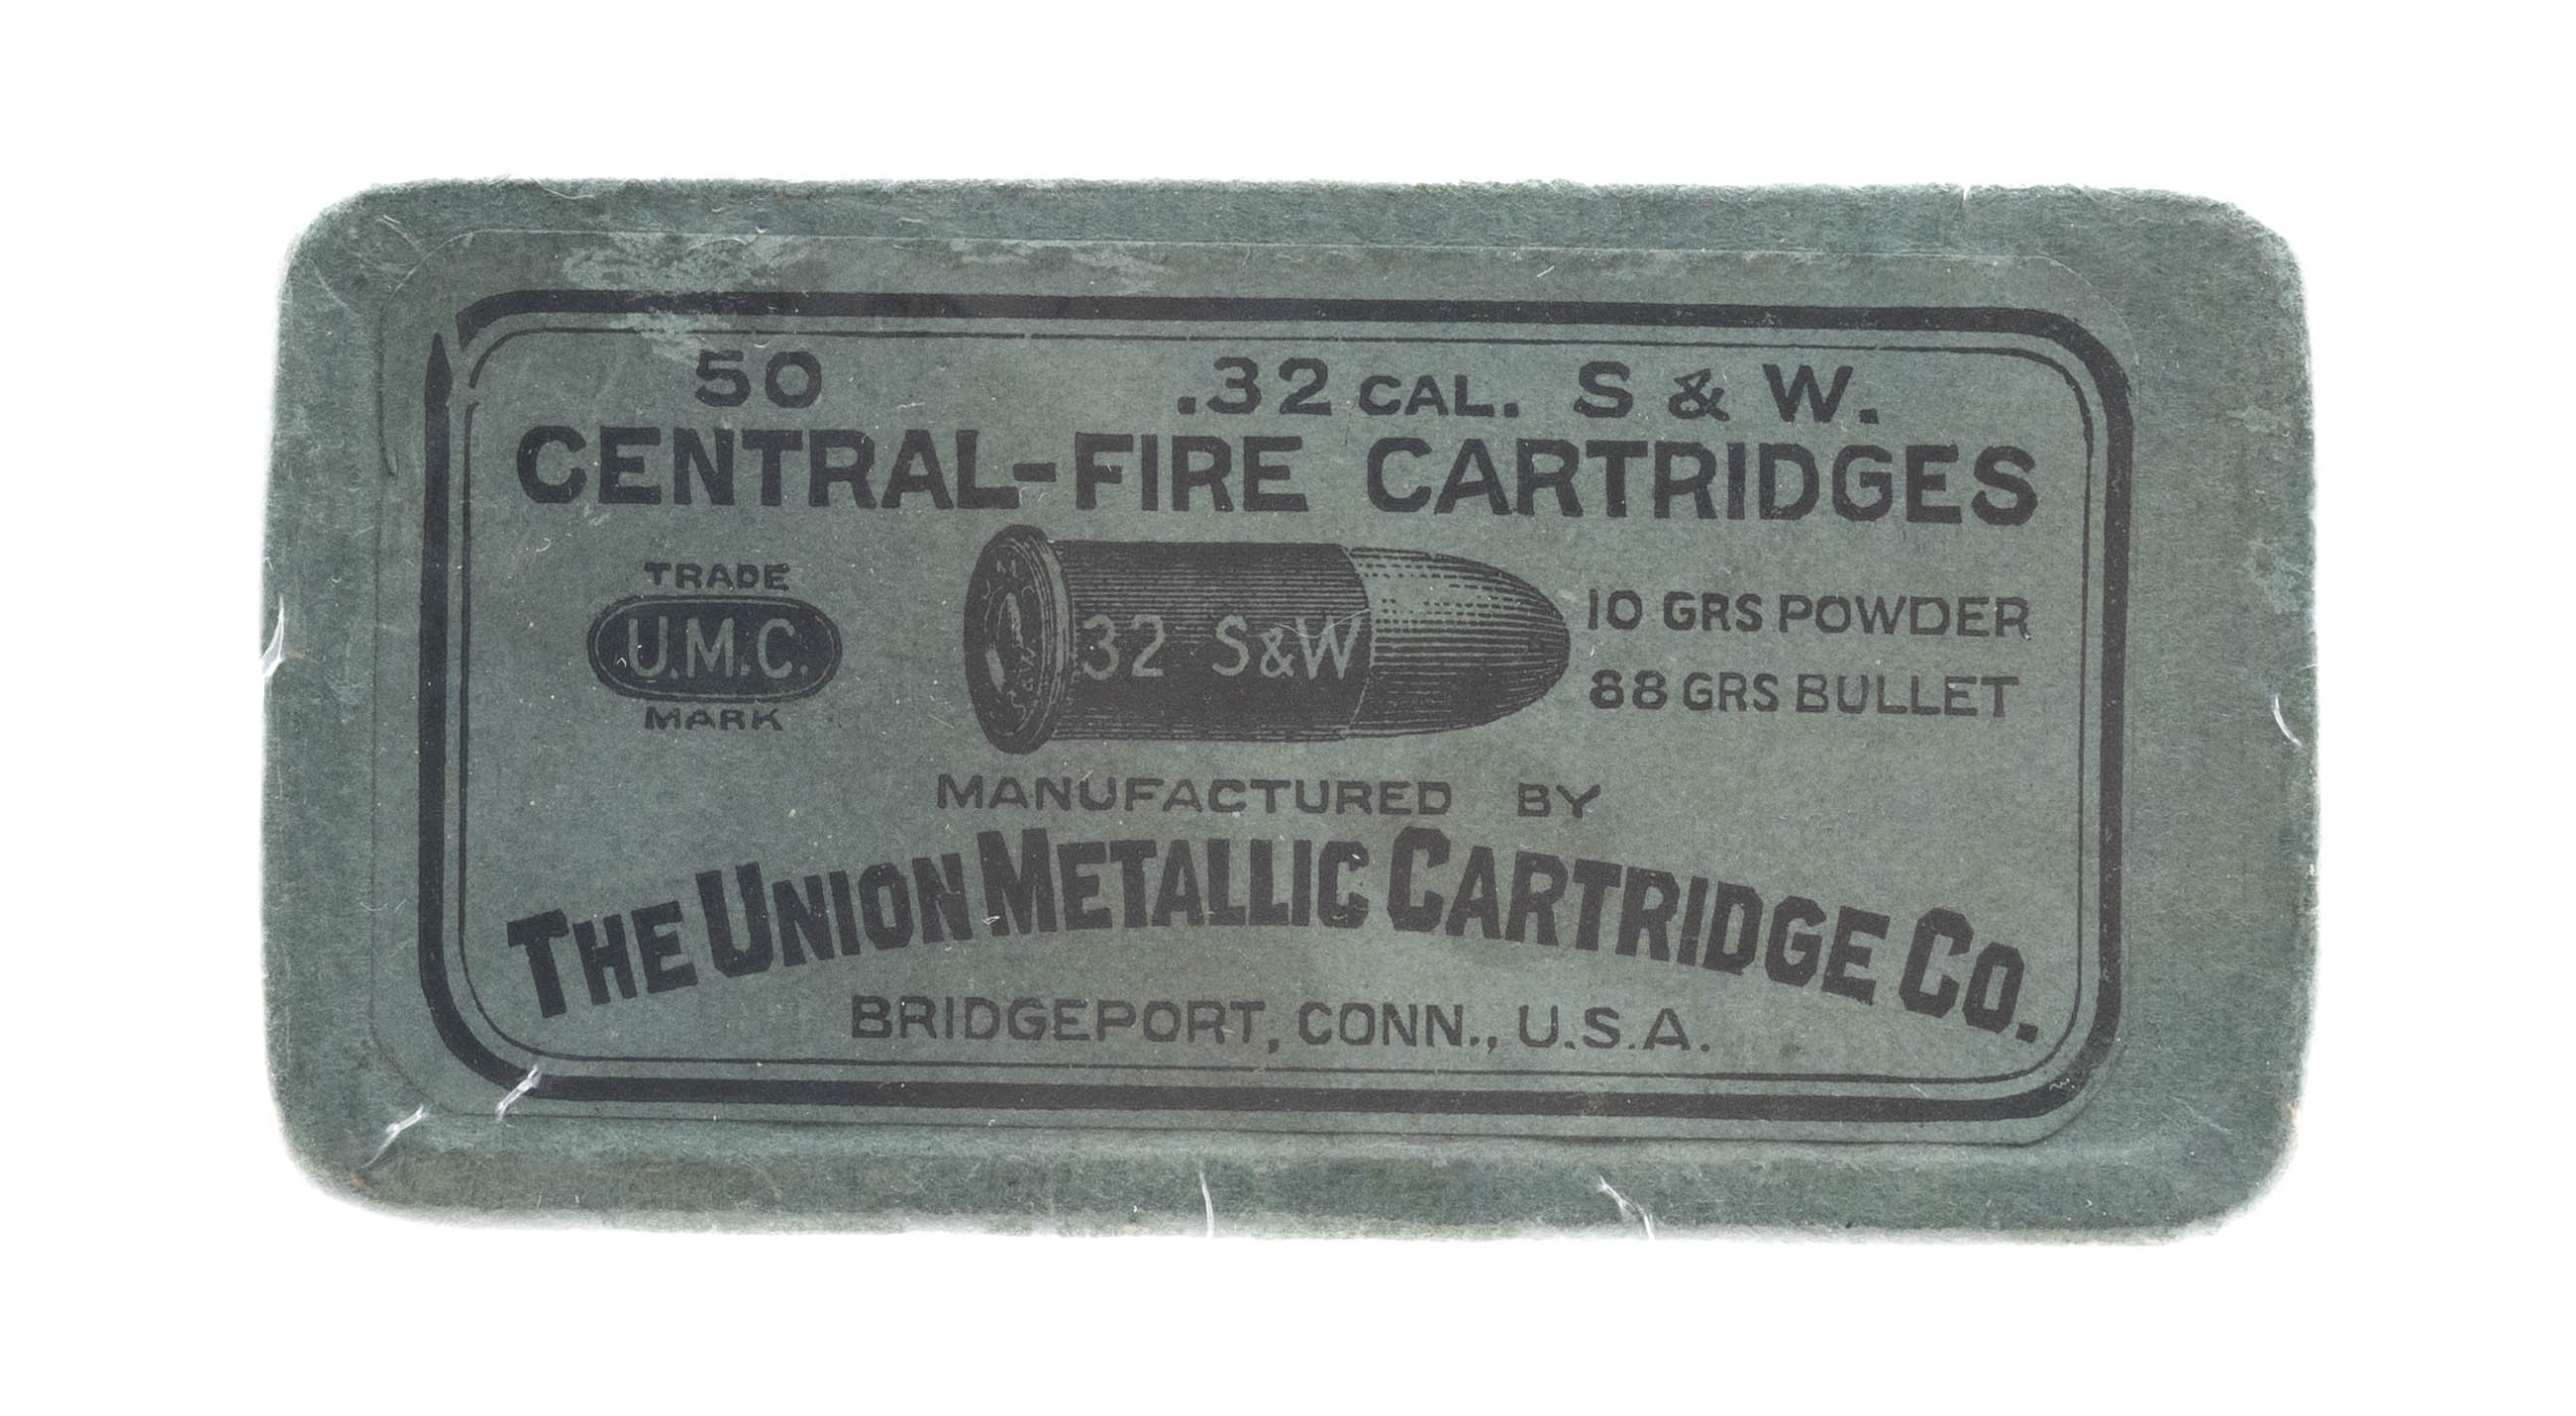 50 .32 CAL. S & W.
CENTRAL-FIRE CARTRIDGES
TRADE
U.M.C.
MARK
32 S&W
10 GRS POWDER
88 GRS BULLET
MANUFACTURED BY
THE UNION METALLIC CARTRIDGE CO.
BRIDGEPORT, CONN., U.S.A.